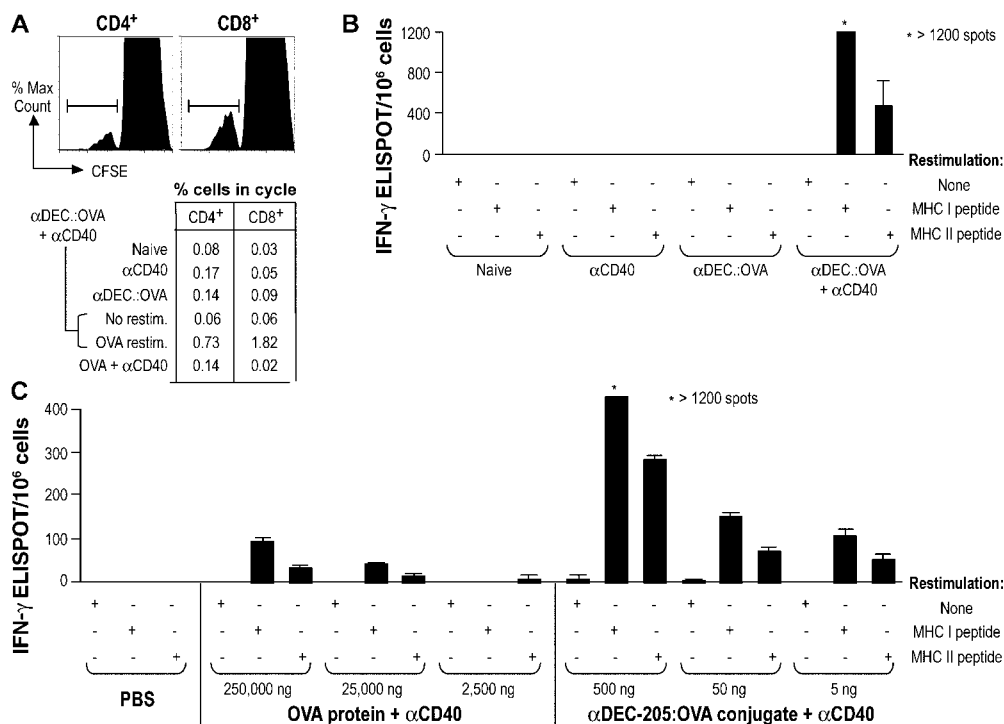 A
CD4+ CD8+
% Max
Count
CFSE
% cells in cycle
αDEC.:OVA
+ αCD40
CD4+ CD8+
Naive 0.08 0.03
αCD40 0.17 0.05
αDEC.:OVA 0.14 0.09
No restim. 0.06 0.06
OVA restim. 0.73 1.82
OVA + αCD40 0.14 0.02
B
IFN-γ ELISPOT/10⁶ cells
1200
800
400
0
*
* > 1200 spots
Restimulation:
+ - - + - - + - - + - - None
- + - - + - - + - - + - MHC I peptide
- - + - - + - - + - - + MHC II peptide
Naive αCD40 αDEC.:OVA αDEC.:OVA
+ αCD40
C
IFN-γ ELISPOT/10⁶ cells
400
300
200
100
0
*
* > 1200 spots
Restimulation:
+ - - + - - + - - + - - + - - + - - + - - None
- + - - + - - + - - + - - + - - + - - + - MHC I peptide
- - + - - + - - + - - + - - + - - + - - + MHC II peptide
250,000 ng 25,000 ng 2,500 ng 500 ng 50 ng 5 ng
PBS OVA protein + αCD40 αDEC-205:OVA conjugate + αCD40